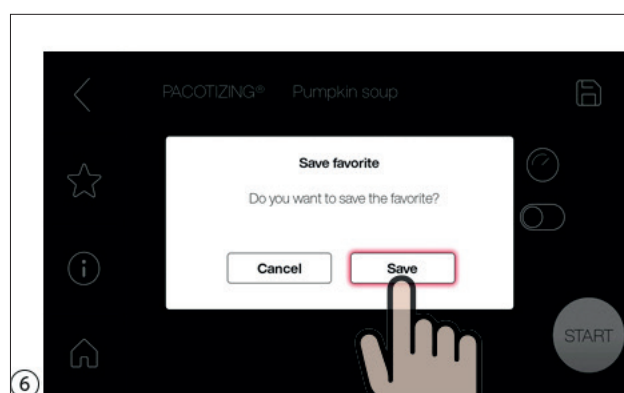 PACOTIZING® Pumpkin soup
Save favorite
Do you want to save the favorite?
Cancel Save
START
6